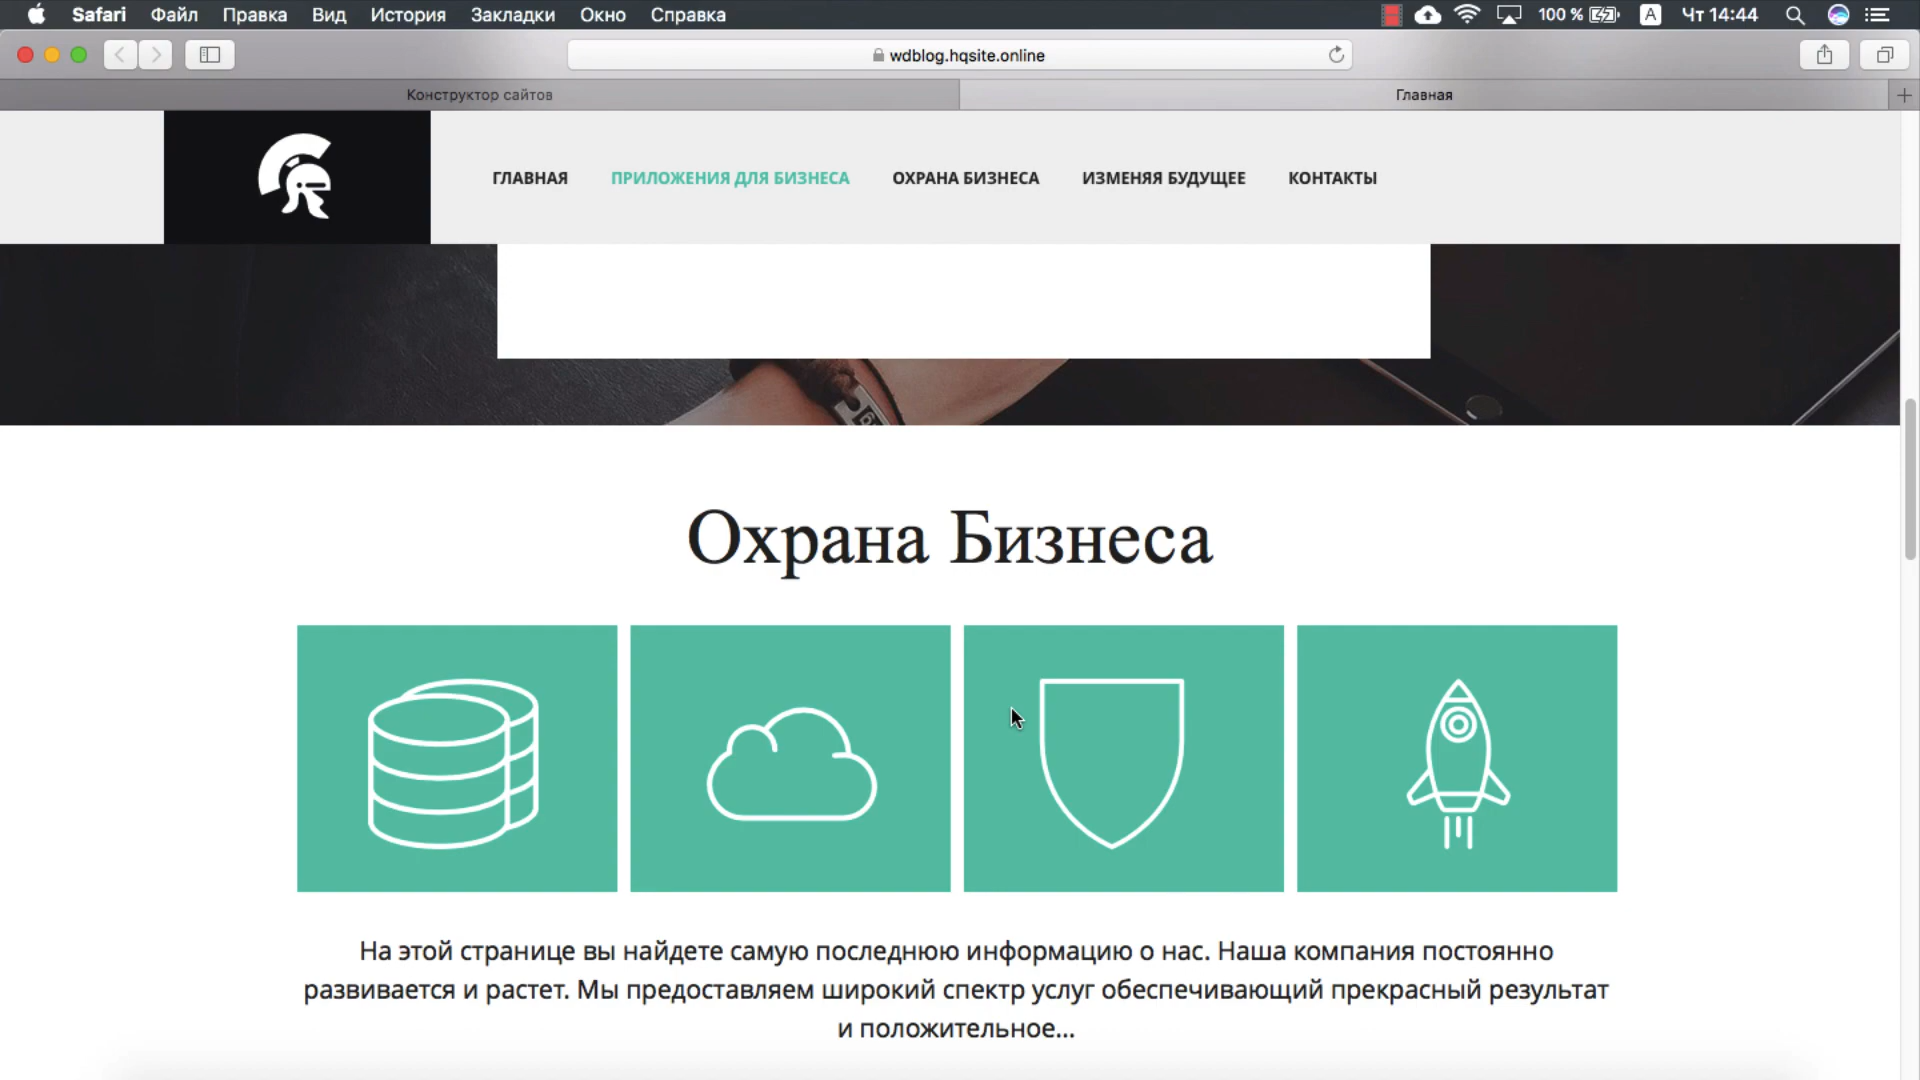 Safari Файл Правка Вид История Закладки Окно Справка 100 % A Чт 14:44
wdblog.hqsite.online
Конструктор сайтов Главная
ГЛАВНАЯ ПРИЛОЖЕНИЯ ДЛЯ БИЗНЕСА ОХРАНА БИЗНЕСА ИЗМЕНЯЯ БУДУЩЕЕ КОНТАКТЫ
Охрана Бизнеса
На этой странице вы найдете самую последнюю информацию о нас. Наша компания постоянно
развивается и растет. Мы предоставляем широкий спектр услуг обеспечивающий прекрасный результат
и положительное...